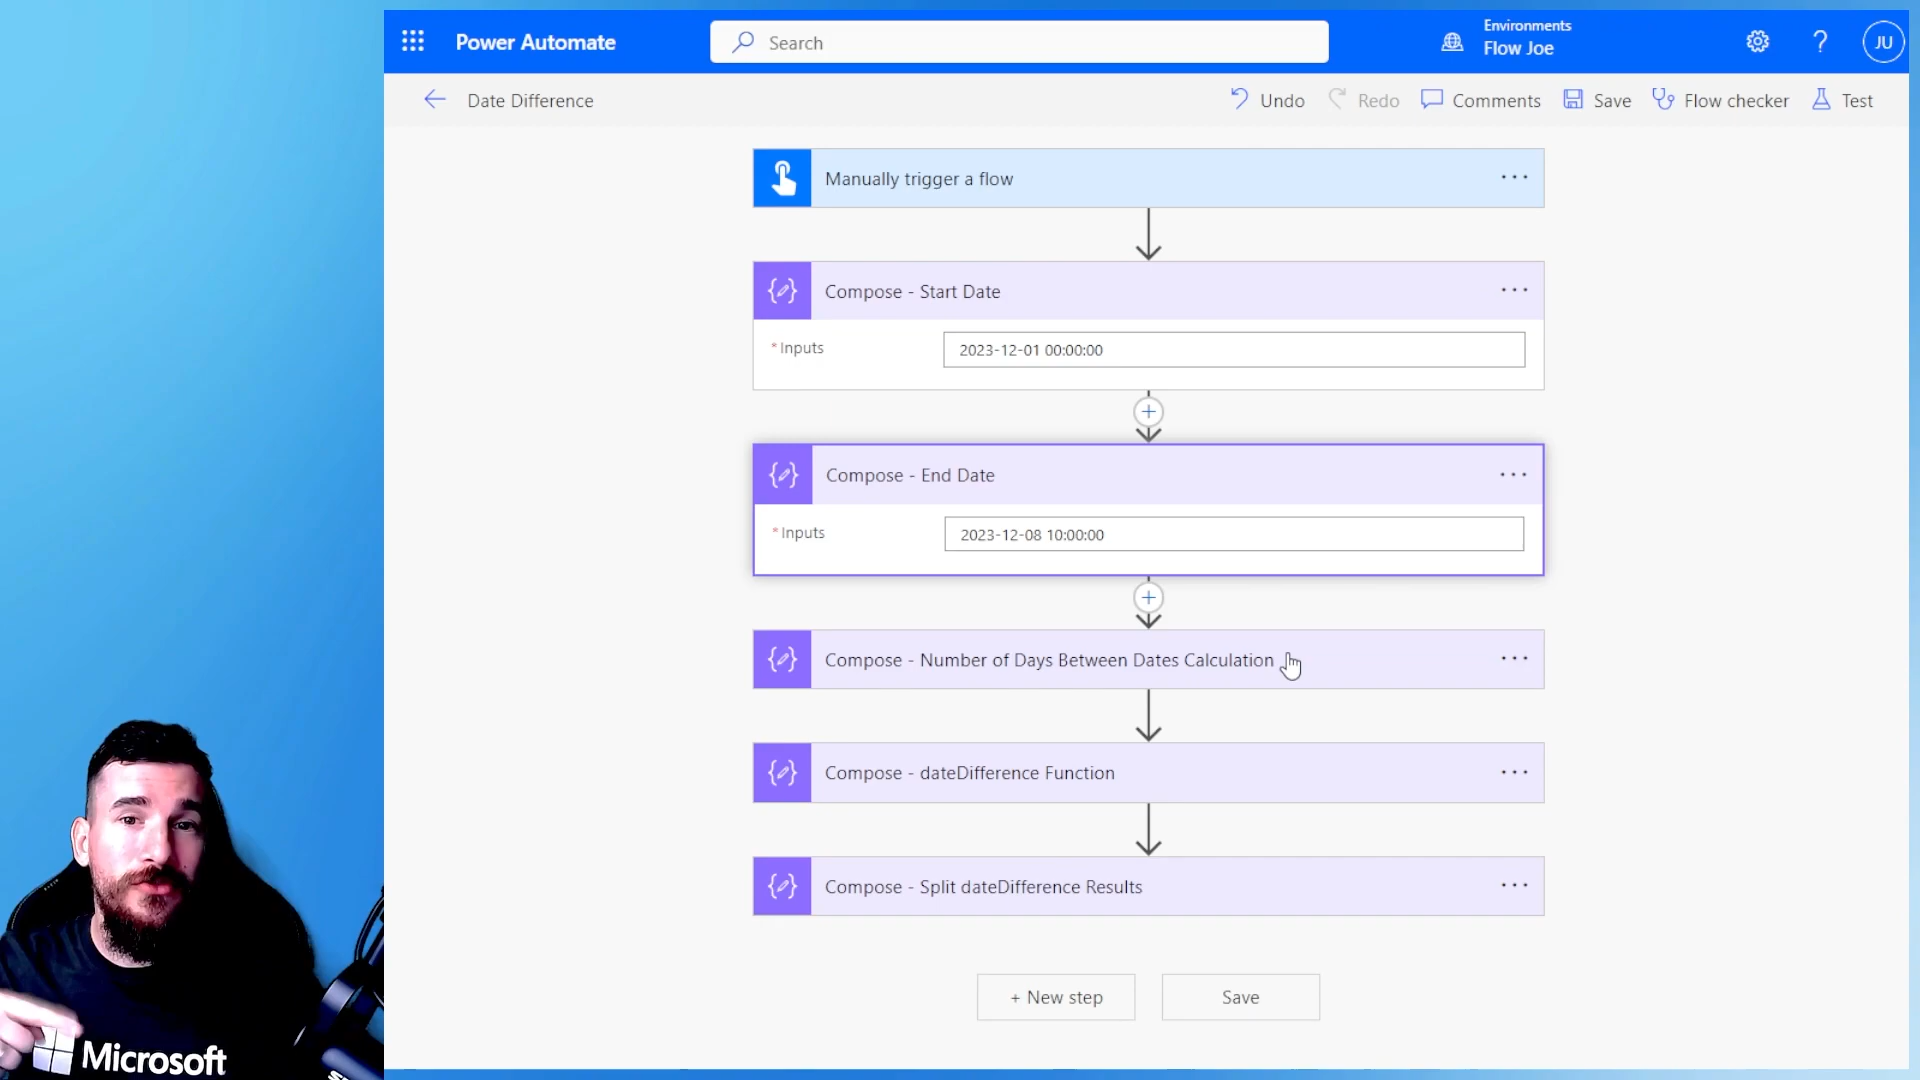 Power Automate
Search
Environments
Flow Joe
?
JU
Date Difference
Undo
Redo
Comments
Save
Flow checker
Test
Manually trigger a flow
Compose - Start Date
* Inputs
2023-12-01 00:00:00
Compose - End Date
* Inputs
2023-12-08 10:00:00
Compose - Number of Days Between Dates Calculation
Compose - dateDifference Function
Compose - Split dateDifference Results
+ New step
Save
Microsoft